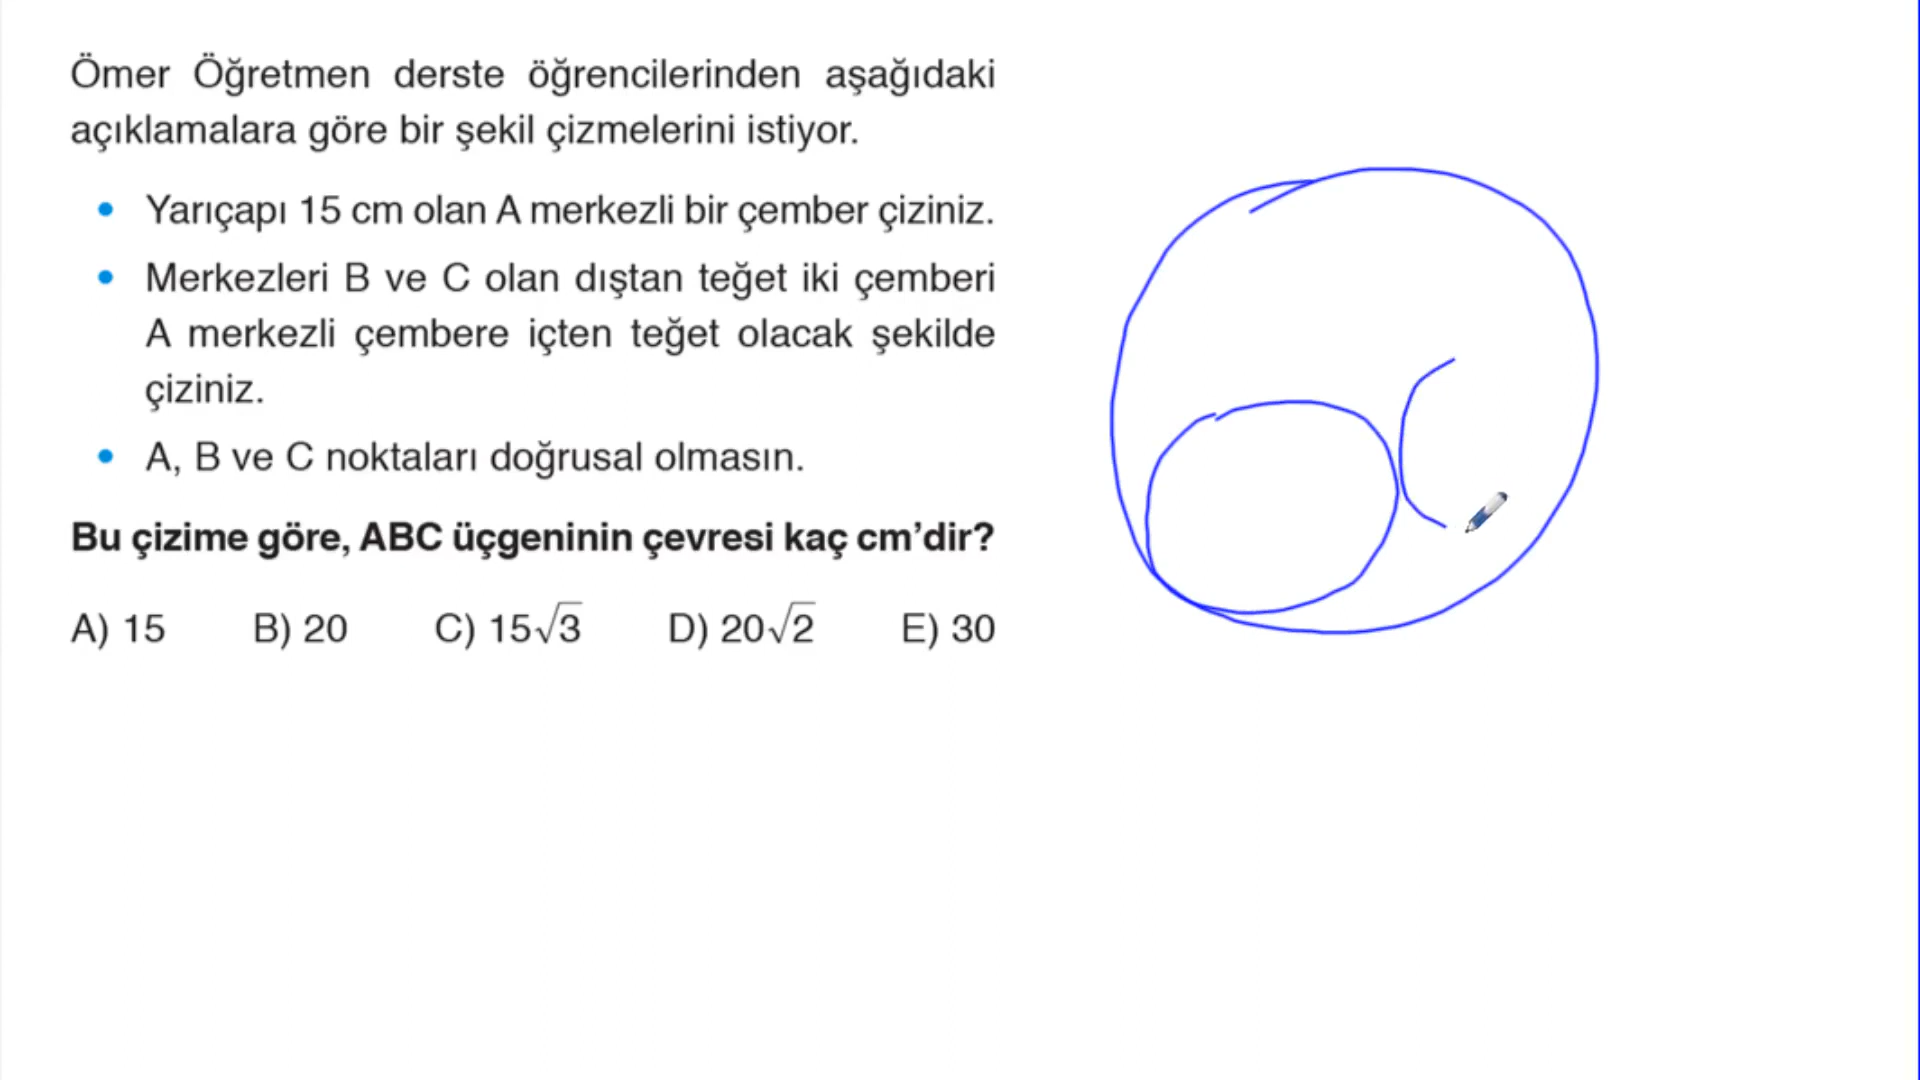 Ömer Öğretmen derste öğrencilerinden aşağıdaki
açıklamalara göre bir şekil çizmelerini istiyor.
• Yarıçapı 15 cm olan A merkezli bir çember çiziniz.
• Merkezleri B ve C olan dıştan teğet iki çemberi
A merkezli çembere içten teğet olacak şekilde
çiziniz.
• A, B ve C noktaları doğrusal olmasın.
Bu çizime göre, ABC üçgeninin çevresi kaç cm'dir?
A) 15 B) 20 C) 15√3 D) 20√2 E) 30